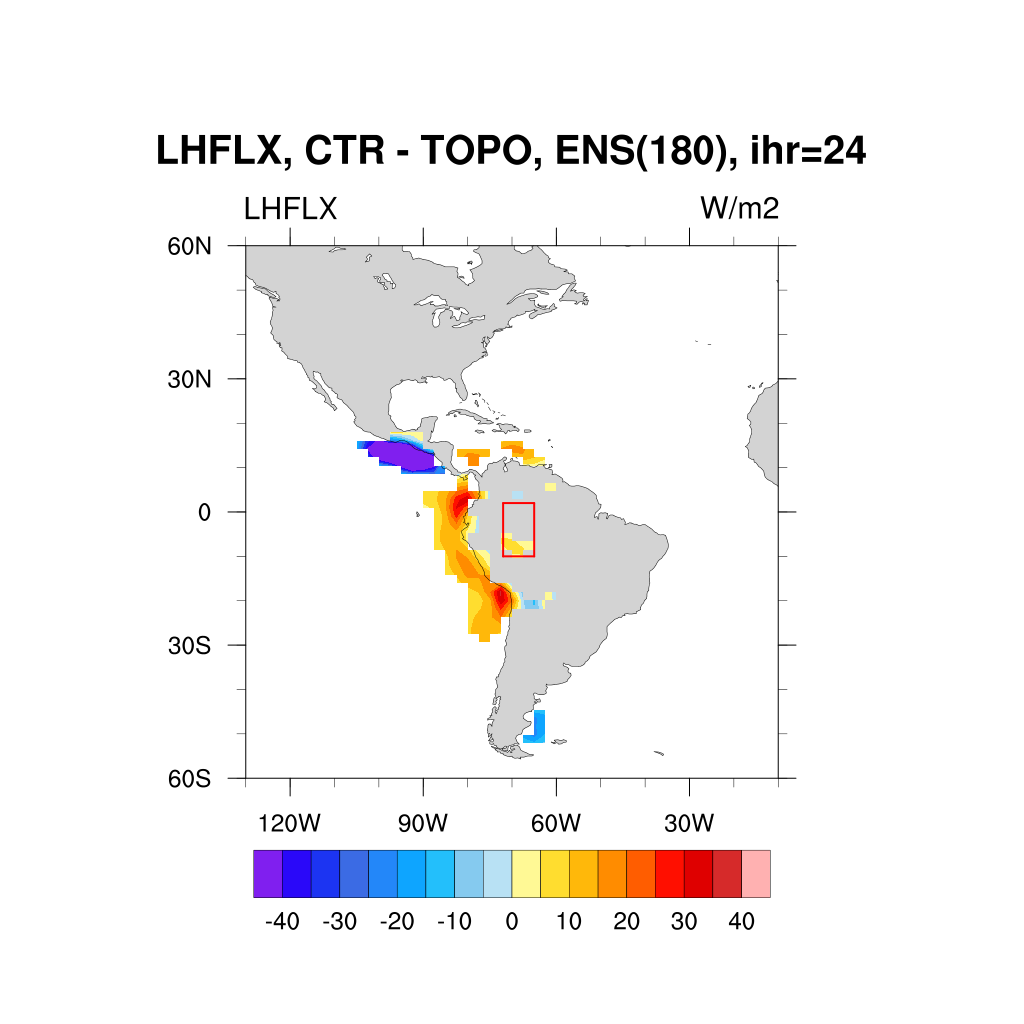 LHFLX, CTR - TOPO, ENS(180), ihr=24
LHFLX W/m2
60N
30N
0
30S
60S
120W 90W 60W 30W
-40 -30 -20 -10 0 10 20 30 40